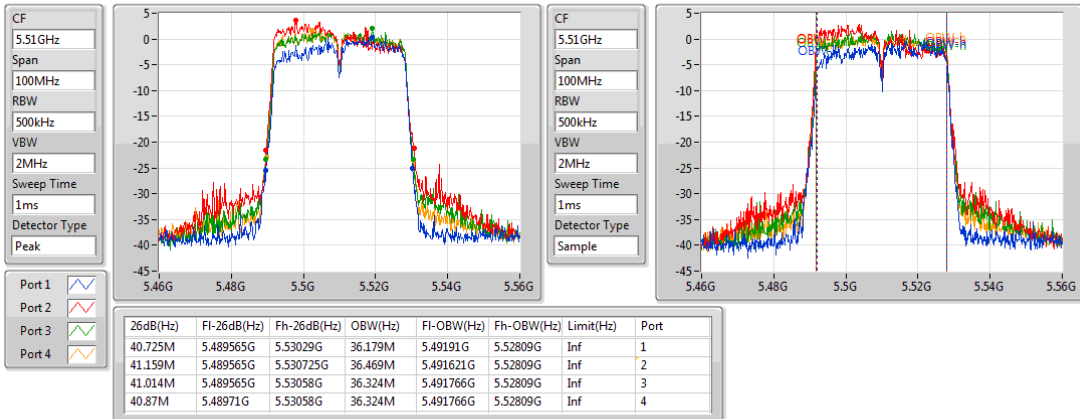 CF
5.51GHz
Span
100MHz
RBW
500kHz
VBW
2MHz
Sweep Time
1ms
Detector Type
Peak
5
0
-5
-10
-15
-20
-25
-30
-35
-40
-45
5.46G 5.48G 5.5G 5.52G 5.54G 5.56G
CF
5.51GHz
Span
100MHz
RBW
500kHz
VBW
2MHz
Sweep Time
1ms
Detector Type
Sample
5
0
-5
-10
-15
-20
-25
-30
-35
-40
-45
5.46G 5.48G 5.5G 5.52G 5.54G 5.56G
Port 1
Port 2
Port 3
Port 4
26dB(Hz) Fl-26dB(Hz) Fh-26dB(Hz) OBW(Hz) Fl-OBW(Hz) Fh-OBW(Hz) Limit(Hz) Port
40.725M 5.489565G 5.53029G 36.179M 5.49191G 5.52809G Inf 1
41.159M 5.489565G 5.530725G 36.469M 5.491621G 5.52809G Inf 2
41.014M 5.489565G 5.53058G 36.324M 5.491766G 5.52809G Inf 3
40.87M 5.48971G 5.53058G 36.324M 5.491766G 5.52809G Inf 4